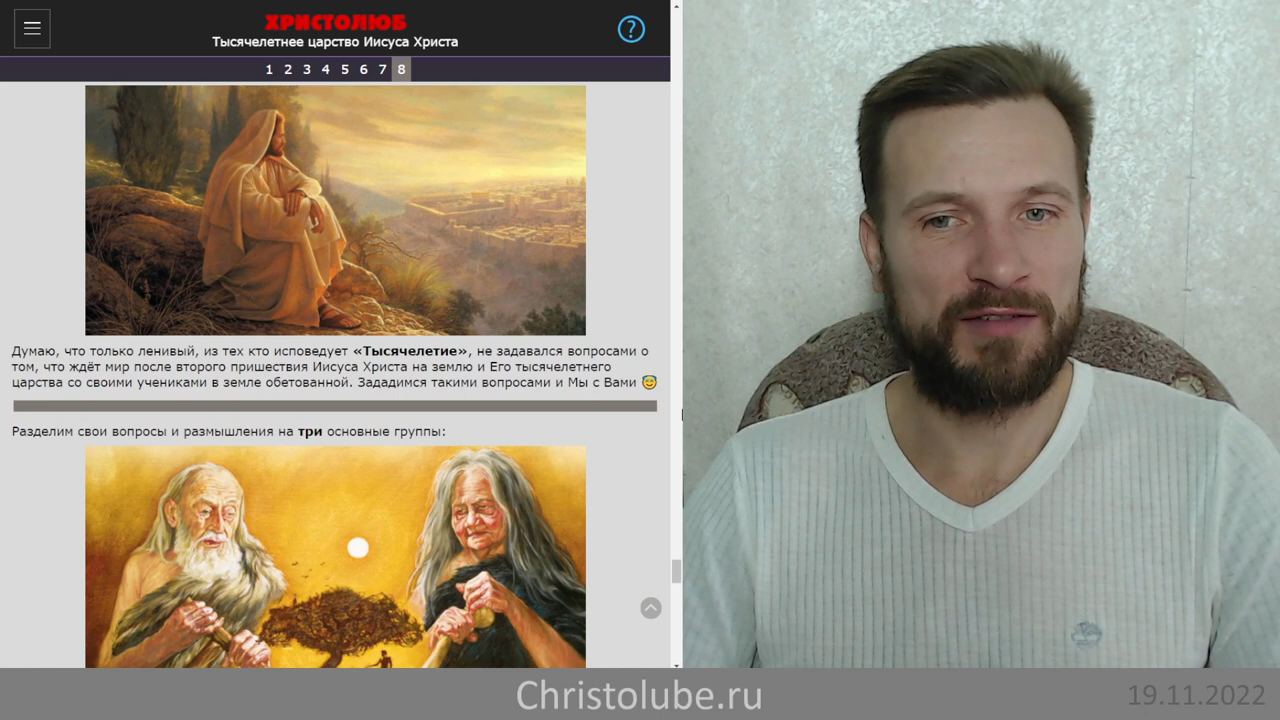 ХРИСТОЛЮБ
Тысячелетнее царство Иисуса Христа
?
1 2 3 4 5 6 7 8
Думаю, что только ленивый, из тех кто исповедует «Тысячелетие», не задавался вопросами о
том, что ждёт мир после второго пришествия Иисуса Христа на землю и Его тысячелетнего
царства со своими учениками в земле обетованной. Зададимся такими вопросами и Мы с Вами 😇
Разделим свои вопросы и размышления на три основные группы:
Christolube.ru
19.11.2022